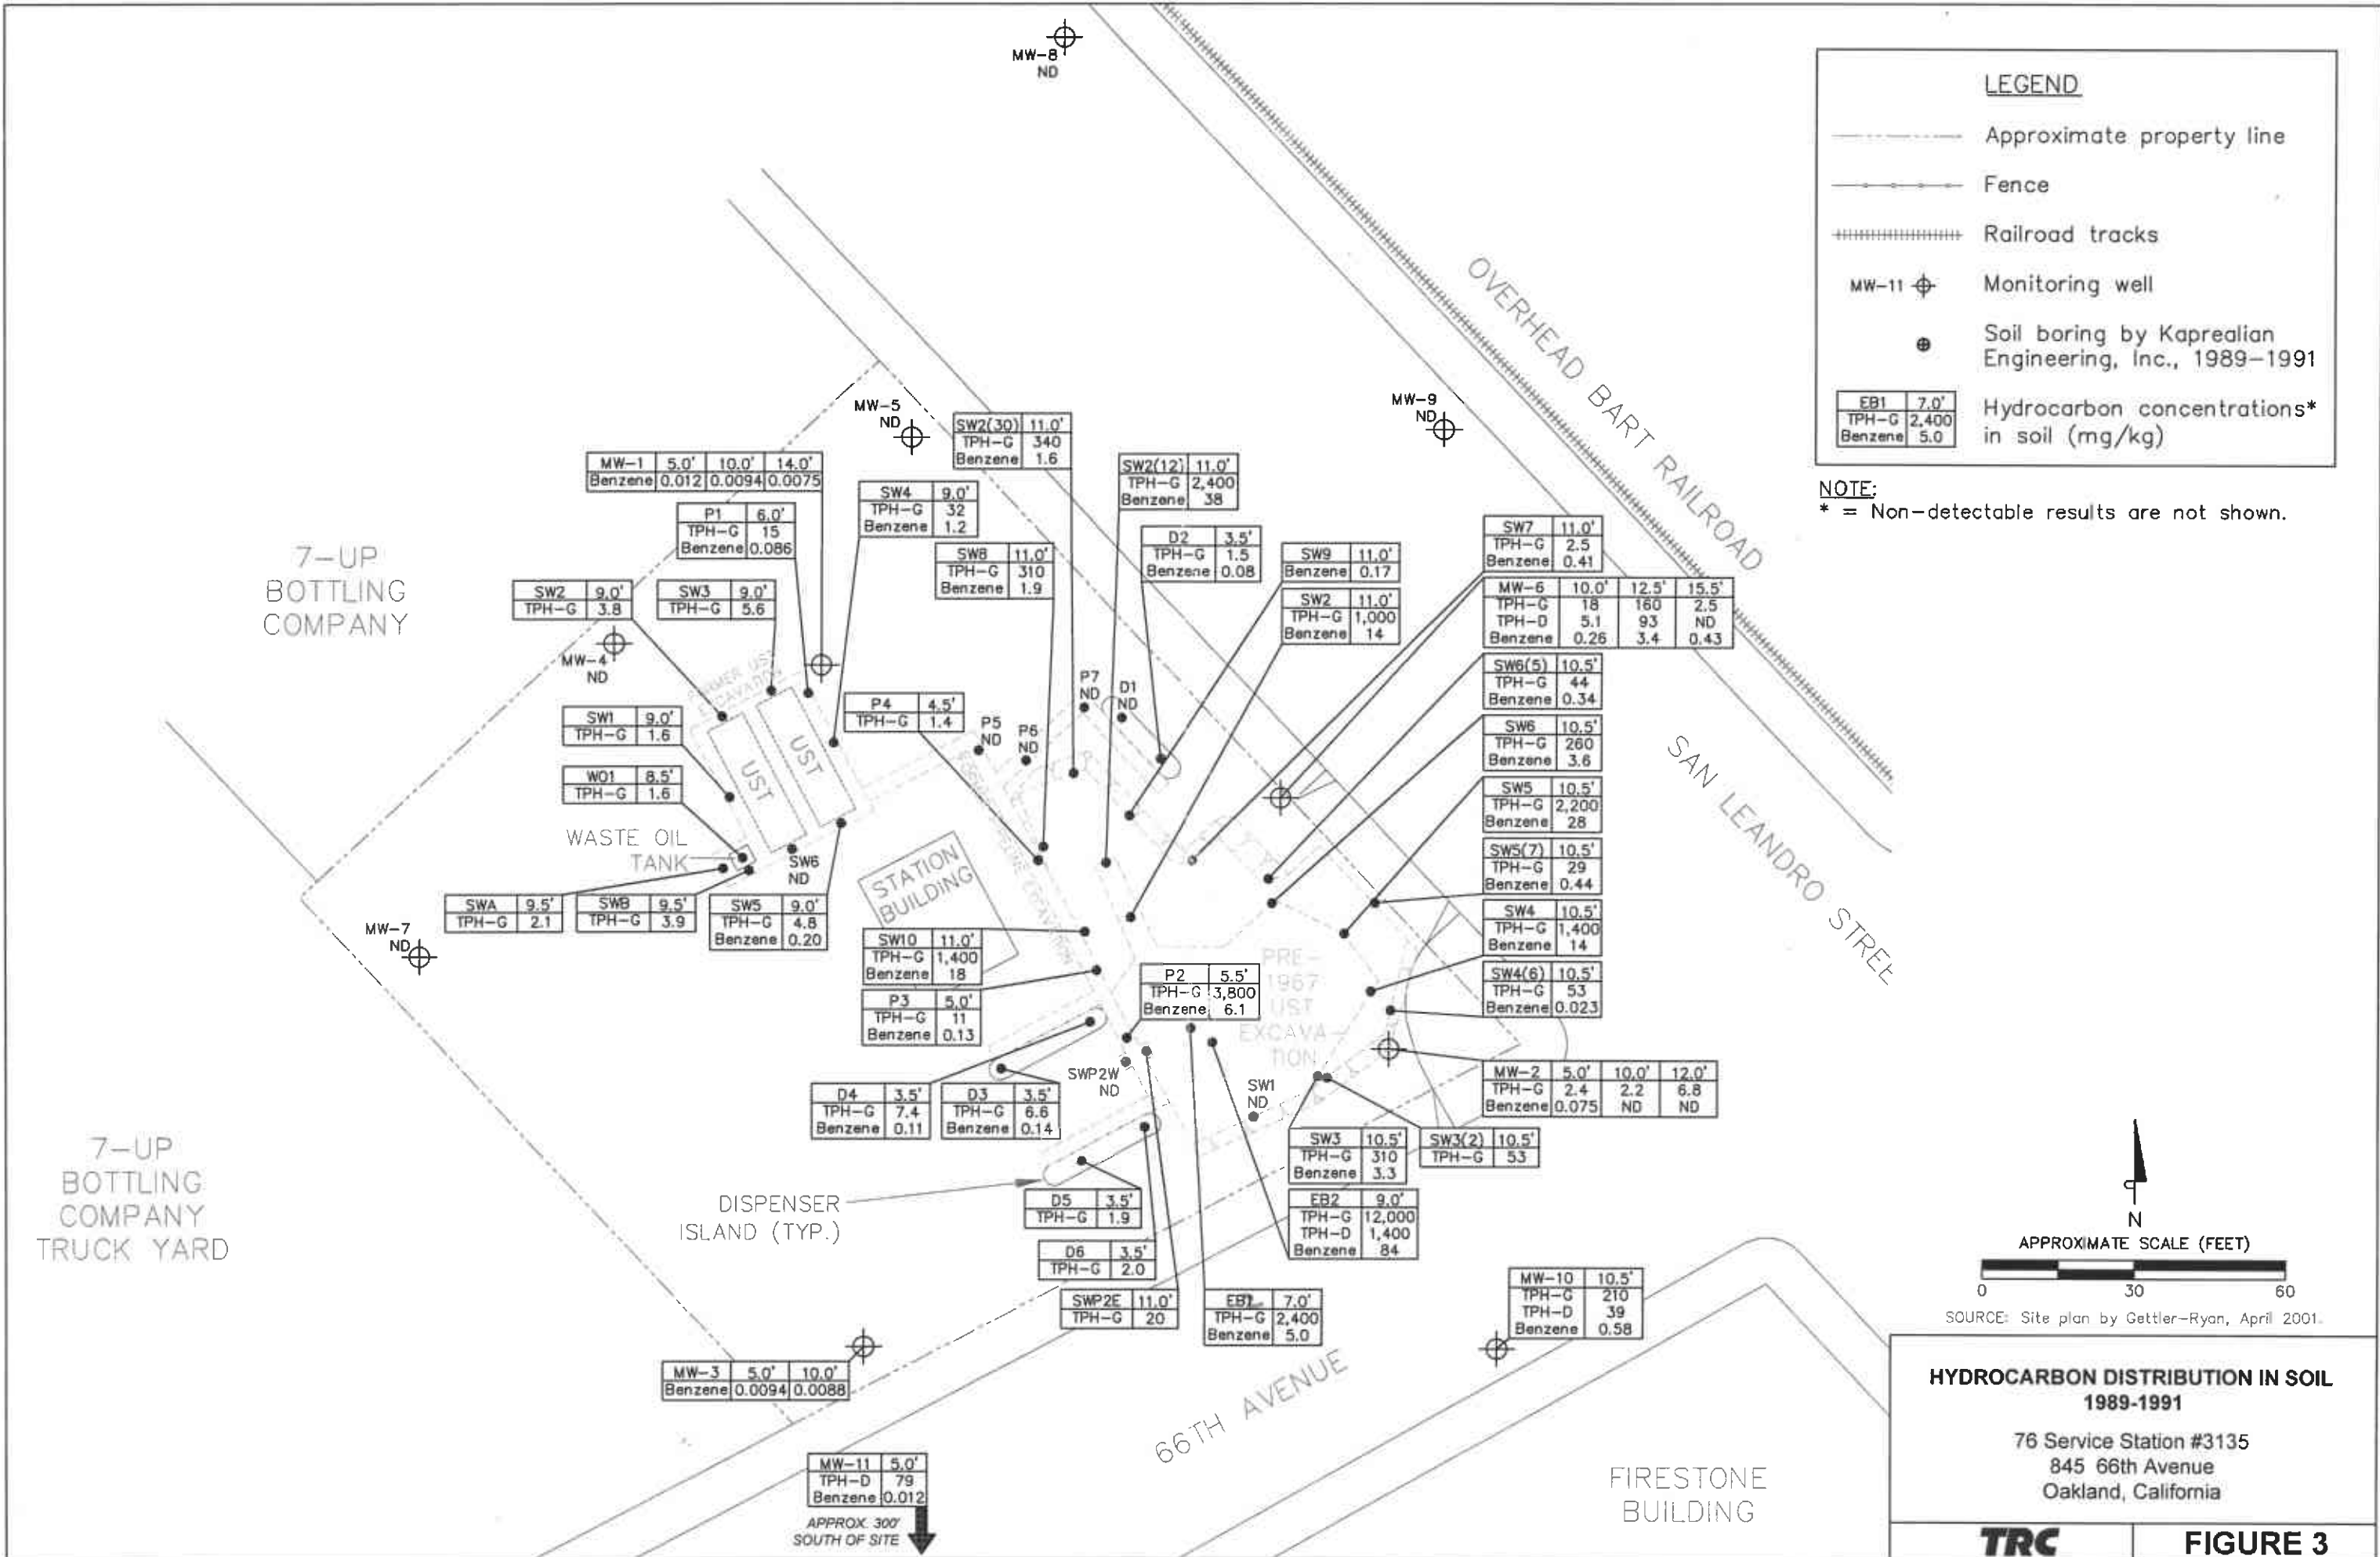 MW-8
ND
LEGEND
Approximate property line
Fence
Railroad tracks
MW-11 Monitoring well
Soil boring by Kaprealian
Engineering, Inc., 1989-1991
EB1 7.0'
TPH-G 2,400
Benzene 5.0
Hydrocarbon concentrations*
in soil (mg/kg)
NOTE:
* = Non-detectable results are not shown.
OVERHEAD BART RAILROAD
SAN LEANDRO STREE
MW-9
ND
MW-5
ND
SW2(30) 11.0'
TPH-G 340
Benzene 1.6
MW-1 5.0' 10.0' 14.0'
Benzene 0.012 0.0094 0.0075
SW2(12) 11.0'
TPH-G 2,400
Benzene 38
SW4 9.0'
TPH-G 32
Benzene 1.2
P1 6.0'
TPH-G 15
Benzene 0.086
D2 3.5'
TPH-G 1.5
Benzene 0.08
SW8 11.0'
TPH-G 310
Benzene 1.9
SW9 11.0'
Benzene 0.17
SW2 11.0'
TPH-G 1,000
Benzene 14
SW7 11.0'
TPH-G 2.5
Benzene 0.41
MW-6 10.0' 12.5' 15.5'
TPH-G 18 160 2.5
TPH-D 5.1 93 ND
Benzene 0.26 3.4 0.43
SW6(5) 10.5'
TPH-G 44
Benzene 0.34
SW6 10.5'
TPH-G 260
Benzene 3.6
SW5 10.5'
TPH-G 2,200
Benzene 28
SW5(7) 10.5'
TPH-G 29
Benzene 0.44
SW4 10.5'
TPH-G 1,400
Benzene 14
SW4(6) 10.5'
TPH-G 53
Benzene 0.023
MW-2 5.0' 10.0' 12.0'
TPH-G 2.4 2.2 6.8
Benzene 0.075 ND ND
7-UP
BOTTLING
COMPANY
SW2 9.0'
TPH-G 3.8
SW3 9.0'
TPH-G 5.6
MW-4
ND
FORMER UST
EXCAVATION
UST
UST
SW1 9.0'
TPH-G 1.6
WO1 8.5'
TPH-G 1.6
WASTE OIL
TANK
SW6
ND
SWA 9.5'
TPH-G 2.1
SWB 9.5'
TPH-G 3.9
SW5 9.0'
TPH-G 4.8
Benzene 0.20
P4 4.5'
TPH-G 1.4
P5
ND
P6
ND
P7
ND
D1
ND
STATION
BUILDING
EXCAVATION
MW-7
ND
SW10 11.0'
TPH-G 1,400
Benzene 18
P3 5.0'
TPH-G 11
Benzene 0.13
P2 5.5'
TPH-G 3,800
Benzene 6.1
PRE-
1967
UST
EXCAVA-
TION
SWP2W
ND
SW1
ND
D4 3.5'
TPH-G 7.4
Benzene 0.11
D3 3.5'
TPH-G 6.6
Benzene 0.14
SW3 10.5'
TPH-G 310
Benzene 3.3
SW3(2) 10.5'
TPH-G 53
D5 3.5'
TPH-G 1.9
DISPENSER
ISLAND (TYP.)
D6 3.5'
TPH-G 2.0
EB2 9.0'
TPH-G 12,000
TPH-D 1,400
Benzene 84
SWP2E 11.0'
TPH-G 20
7.0'
TPH-G 2,400
Benzene 5.0
MW-10 10.5'
TPH-G 210
TPH-D 39
Benzene 0.58
7-UP
BOTTLING
COMPANY
TRUCK YARD
MW-3 5.0' 10.0'
Benzene 0.0094 0.0088
66TH AVENUE
MW-11 5.0'
TPH-D 79
Benzene 0.012
APPROX. 300'
SOUTH OF SITE
FIRESTONE
BUILDING
N
APPROXIMATE SCALE (FEET)
0 30 60
SOURCE: Site plan by Gettler-Ryan, April 2001.
HYDROCARBON DISTRIBUTION IN SOIL
1989-1991
76 Service Station #3135
845 66th Avenue
Oakland, California
TRC
FIGURE 3